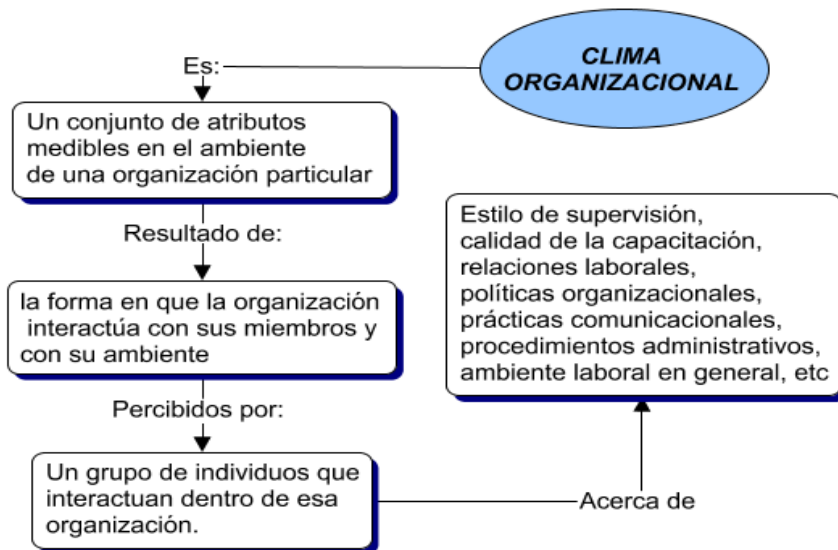 CLIMA
ORGANIZACIONAL
Es:
Un conjunto de atributos
medibles en el ambiente
de una organización particular
Resultado de:
la forma en que la organización
interactúa con sus miembros y
con su ambiente
Percibidos por:
Un grupo de individuos que
interactuan dentro de esa
organización.
Acerca de
Estilo de supervisión,
calidad de la capacitación,
relaciones laborales,
políticas organizacionales,
prácticas comunicacionales,
procedimientos administrativos,
ambiente laboral en general, etc